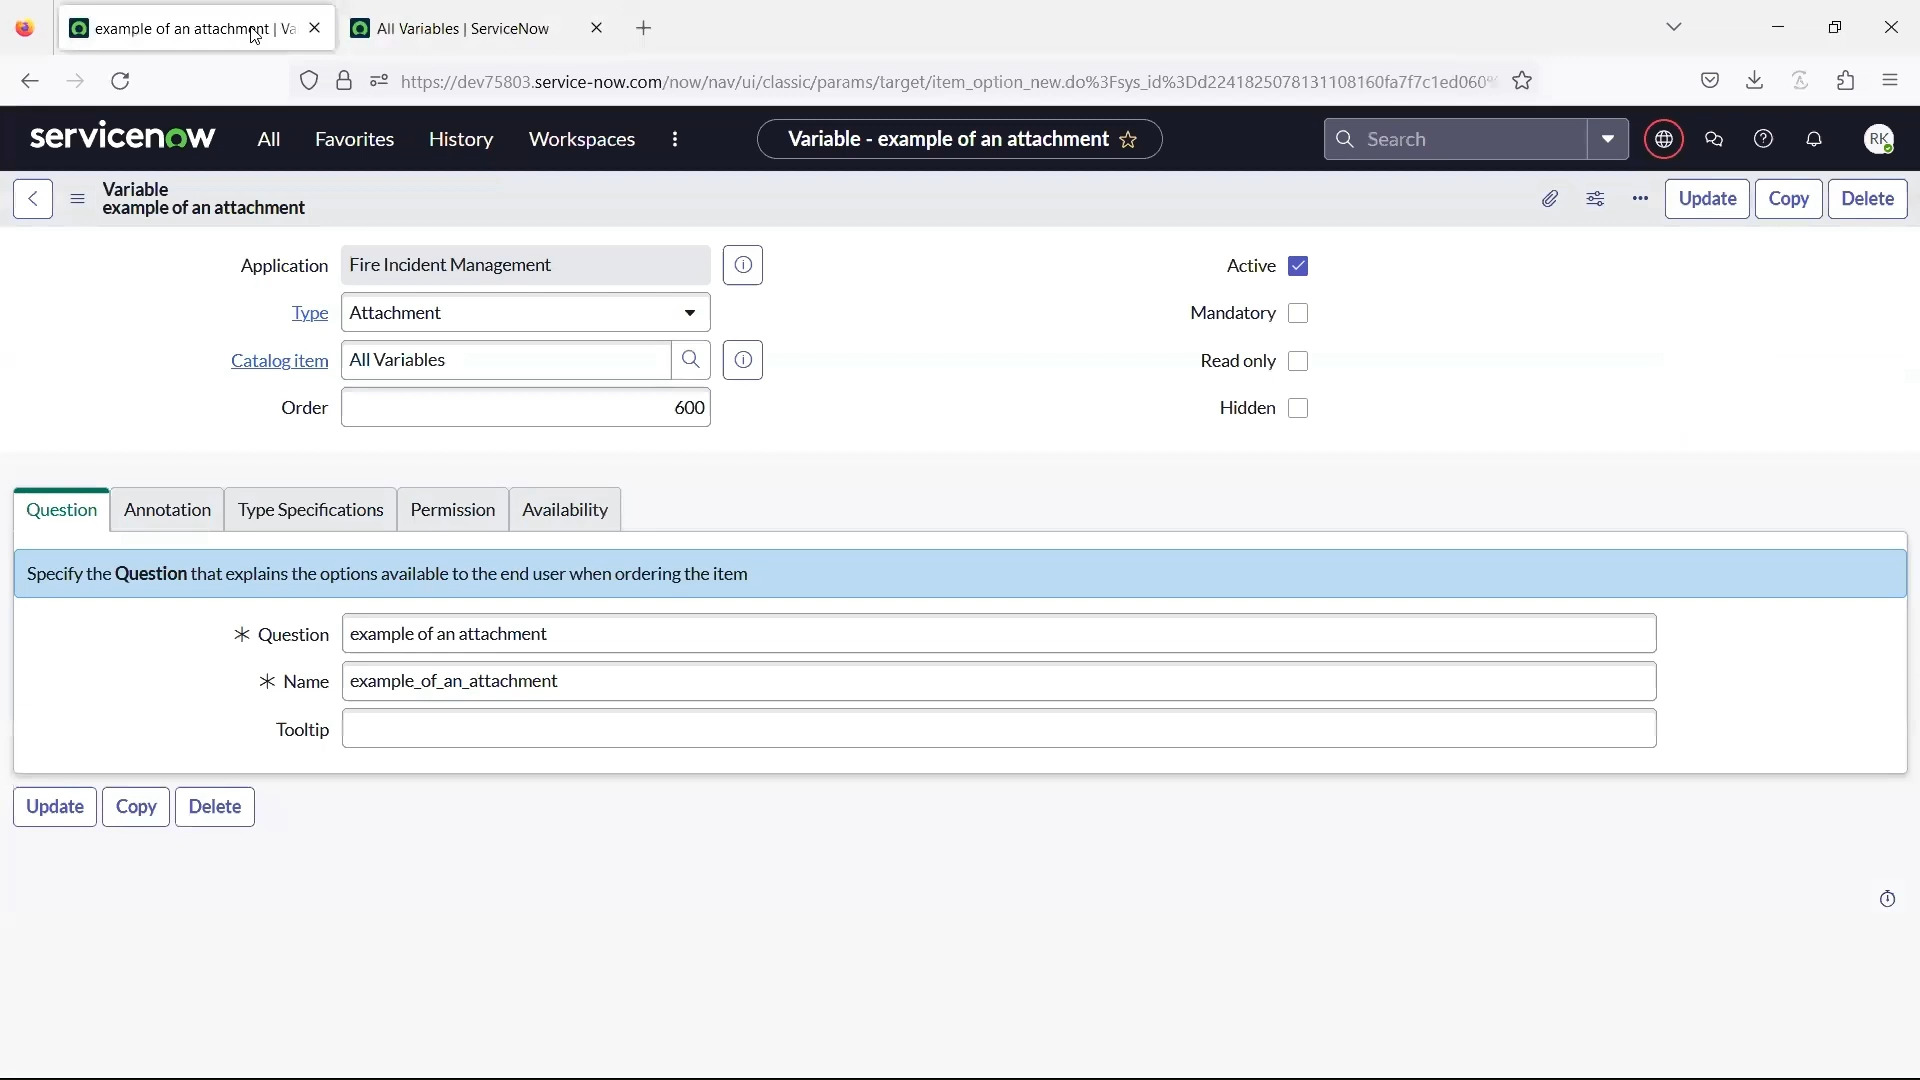 example of an attachment | Va
All Variables | ServiceNow
https://dev75803.service-now.com/now/nav/ui/classic/params/target/item_option_new.do%3Fsys_id%3Dd2241825078131108160fa7f7c1ed060%
servicenow
All
Favorites
History
Workspaces
Variable - example of an attachment
Search
RK
Variable
example of an attachment
Update
Copy
Delete
Application
Fire Incident Management
Active
Type
Attachment
Mandatory
Catalog item
All Variables
Read only
Order
600
Hidden
Question
Annotation
Type Specifications
Permission
Availability
Specify the Question that explains the options available to the end user when ordering the item
Question
example of an attachment
Name
example_of_an_attachment
Tooltip
Update
Copy
Delete